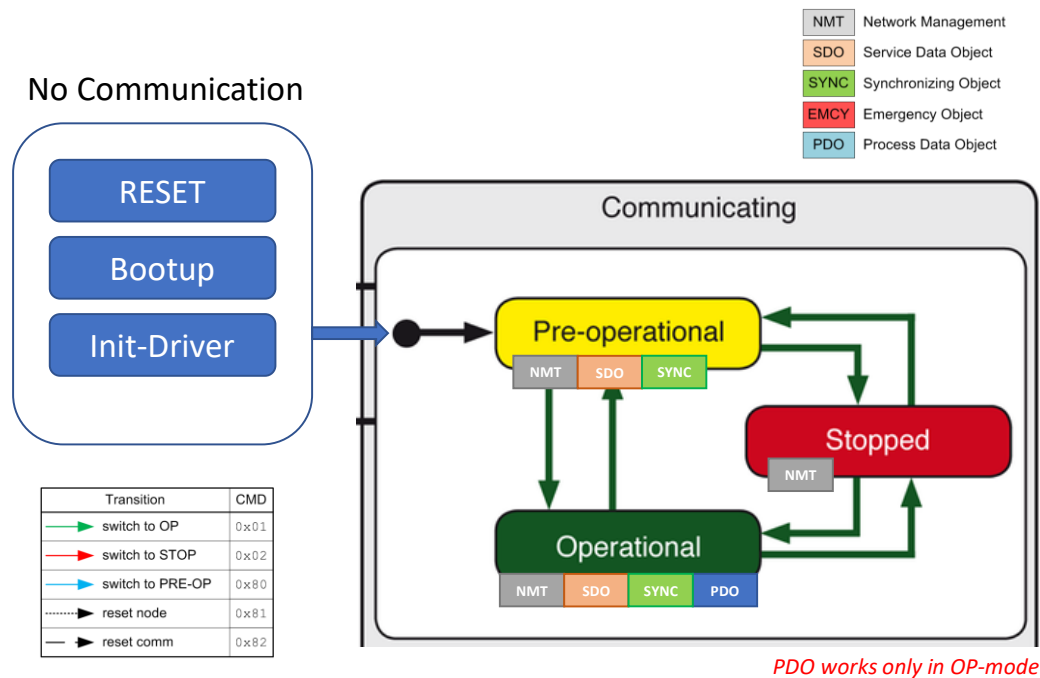 NMT Network Management
SDO Service Data Object
SYNC Synchronizing Object
EMCY Emergency Object
PDO Process Data Object
No Communication
RESET
Bootup
Init-Driver
Communicating
Pre-operational
NMT SDO SYNC
Stopped
NMT
Operational
NMT SDO SYNC PDO
Transition CMD
switch to OP 0x01
switch to STOP 0x02
switch to PRE-OP 0x80
reset node 0x81
reset comm 0x82
PDO works only in OP-mode